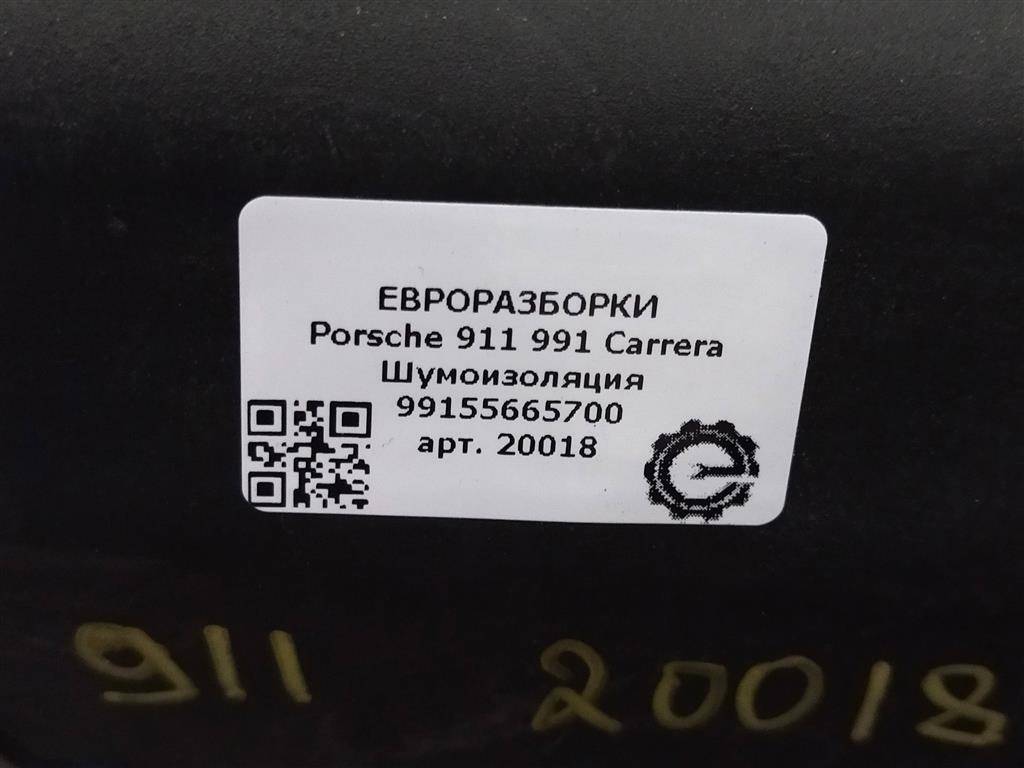 ЕВРОРАЗБОРКИ
Porsche 911 991 Carrera
Шумоизоляция
99155665700
арт. 20018
911 20018